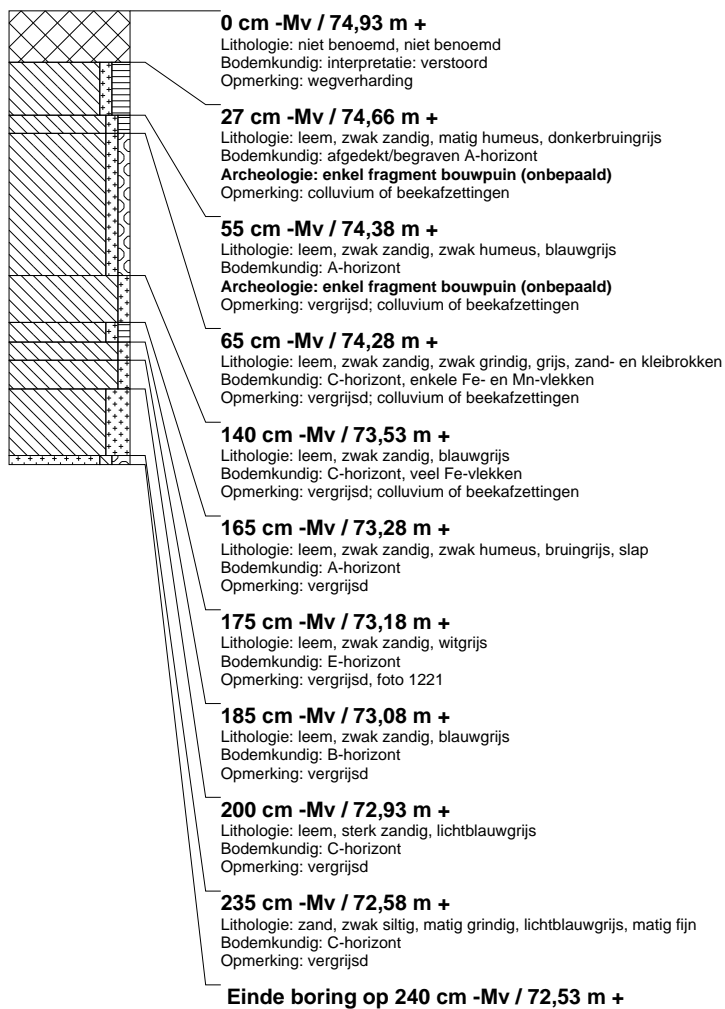 0 cm -Mv / 74,93 m +
Lithologie: niet benoemd, niet benoemd
Bodemkundig: interpretatie: verstoord
Opmerking: wegverharding
27 cm -Mv / 74,66 m +
Lithologie: leem, zwak zandig, matig humeus, donkerbruingrijs
Bodemkundig: afgedekt/begraven A-horizont
Archeologie: enkel fragment bouwpuin (onbepaald)
Opmerking: colluvium of beekafzettingen
55 cm -Mv / 74,38 m +
Lithologie: leem, zwak zandig, zwak humeus, blauwgrijs
Bodemkundig: A-horizont
Archeologie: enkel fragment bouwpuin (onbepaald)
Opmerking: vergrijsd; colluvium of beekafzettingen
65 cm -Mv / 74,28 m +
Lithologie: leem, zwak zandig, zwak grindig, grijs, zand- en kleibrokken
Bodemkundig: C-horizont, enkele Fe- en Mn-vlekken
Opmerking: vergrijsd; colluvium of beekafzettingen
140 cm -Mv / 73,53 m +
Lithologie: leem, zwak zandig, blauwgrijs
Bodemkundig: C-horizont, veel Fe-vlekken
Opmerking: vergrijsd; colluvium of beekafzettingen
165 cm -Mv / 73,28 m +
Lithologie: leem, zwak zandig, zwak humeus, bruingrijs, slap
Bodemkundig: A-horizont
Opmerking: vergrijsd
175 cm -Mv / 73,18 m +
Lithologie: leem, zwak zandig, witgrijs
Bodemkundig: E-horizont
Opmerking: vergrijsd, foto 1221
185 cm -Mv / 73,08 m +
Lithologie: leem, zwak zandig, blauwgrijs
Bodemkundig: B-horizont
Opmerking: vergrijsd
200 cm -Mv / 72,93 m +
Lithologie: leem, sterk zandig, lichtblauwgrijs
Bodemkundig: C-horizont
Opmerking: vergrijsd
235 cm -Mv / 72,58 m +
Lithologie: zand, zwak siltig, matig grindig, lichtblauwgrijs, matig fijn
Bodemkundig: C-horizont
Opmerking: vergrijsd
Einde boring op 240 cm -Mv / 72,53 m +